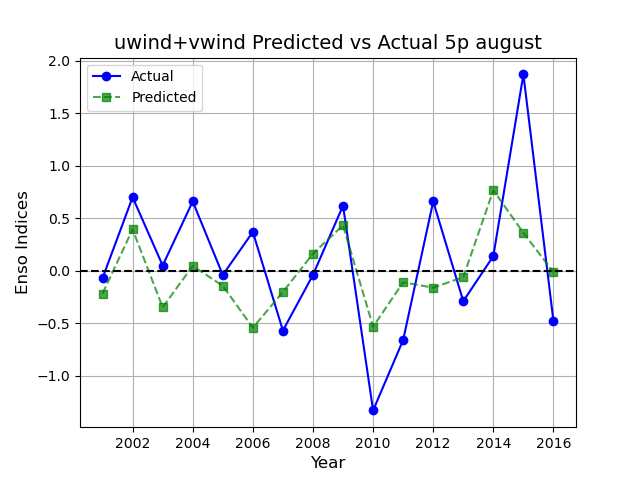 uwind+vwind Predicted vs Actual 5p august
Actual
Predicted
Enso Indices
2.0
1.5
1.0
0.5
0.0
−0.5
−1.0
2002 2004 2006 2008 2010 2012 2014 2016
Year